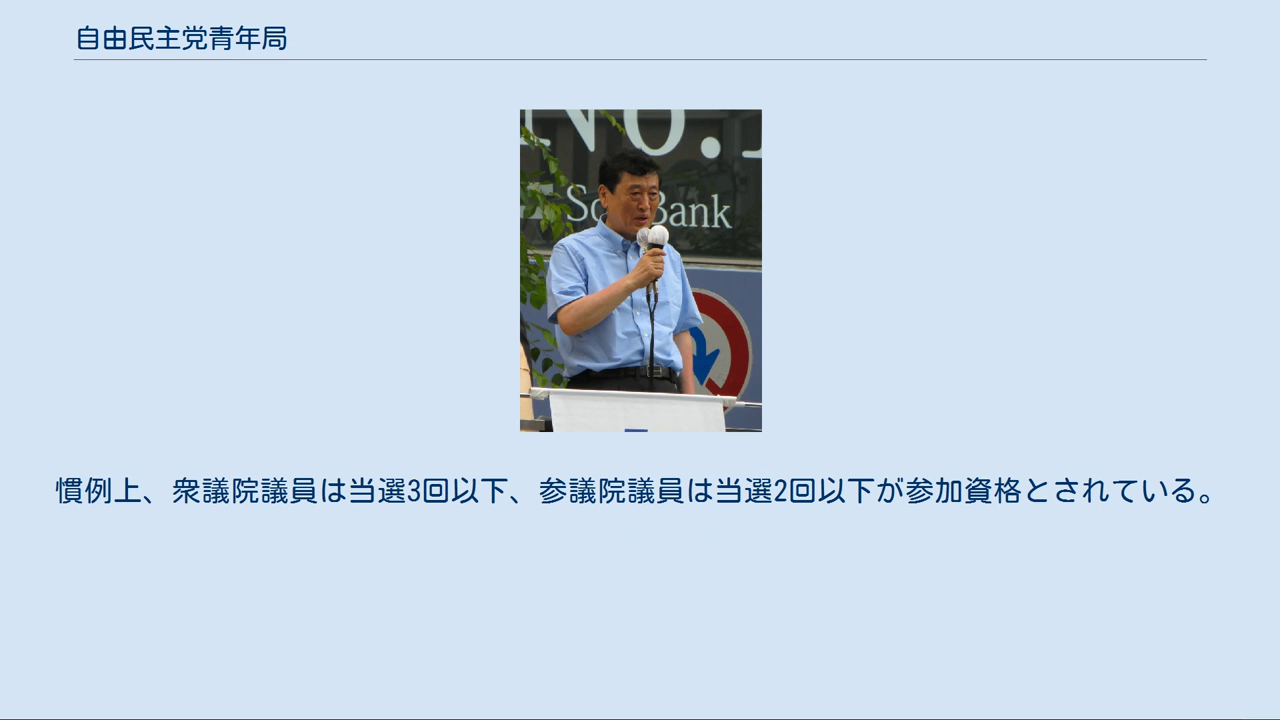 自由民主党青年局
No.1
SoftBank
慣例上、衆議院議員は当選3回以下、参議院議員は当選2回以下が参加資格とされている。